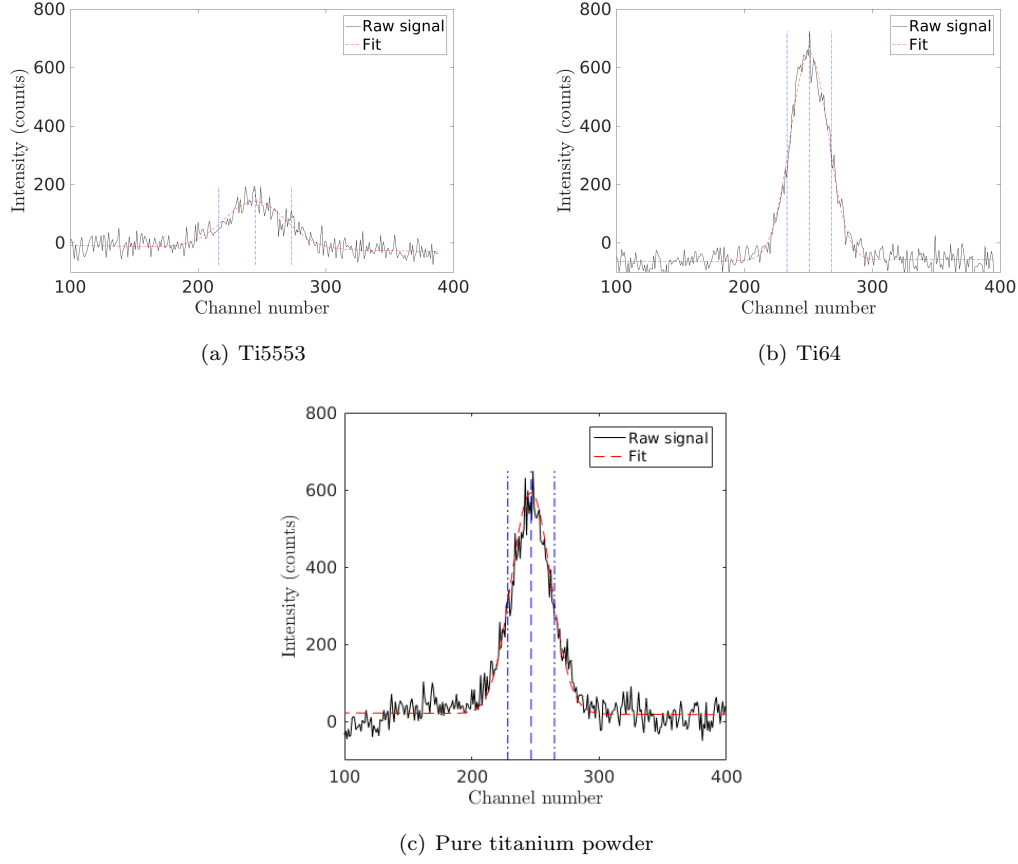 800
600
400
200
0
100 200 300 400
Intensity (counts)
Channel number
Raw signal
Fit
(a) Ti5553
800
600
400
200
0
100 200 300 400
Intensity (counts)
Channel number
Raw signal
Fit
(b) Ti64
800
600
400
200
0
100 200 300 400
Intensity (counts)
Channel number
Raw signal
Fit
(c) Pure titanium powder